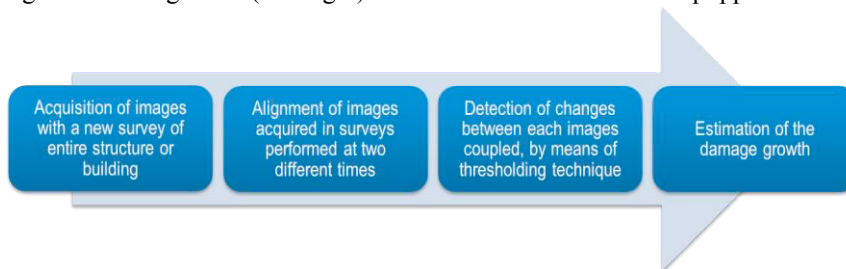 Acquisition of images
with a new survey of
entire structure or
building
Alignment of images
acquired in surveys
performed at two
different times
Detection of changes
between each images
coupled, by means of
thresholding technique
Estimation of the
damage growth